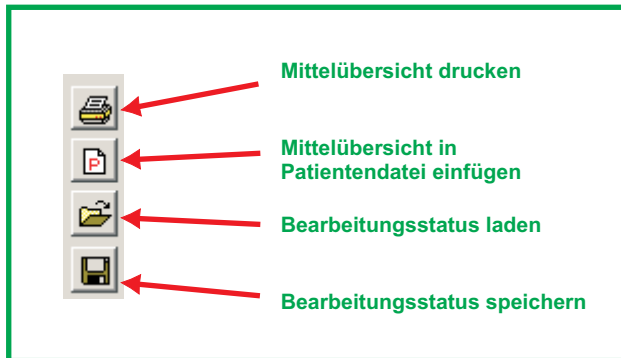 Mittelübersicht drucken
P
Mittelübersicht in
Patientendatei einfügen
Bearbeitungsstatus laden
Bearbeitungsstatus speichern